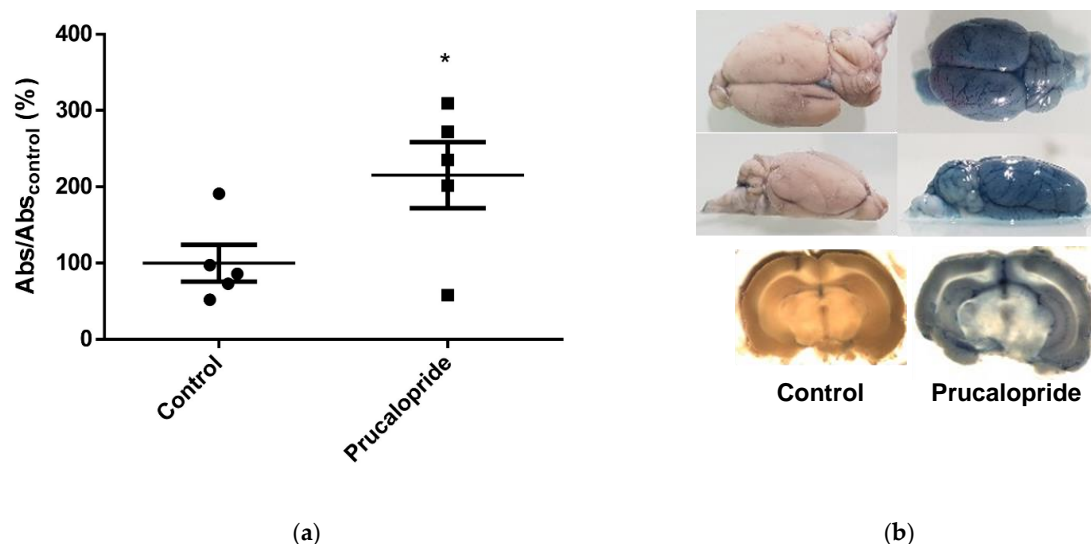 Abs/Abscontrol (%)
400
300
200
100
0
*
Control
Prucalopride
Control Prucalopride
(a)
(b)